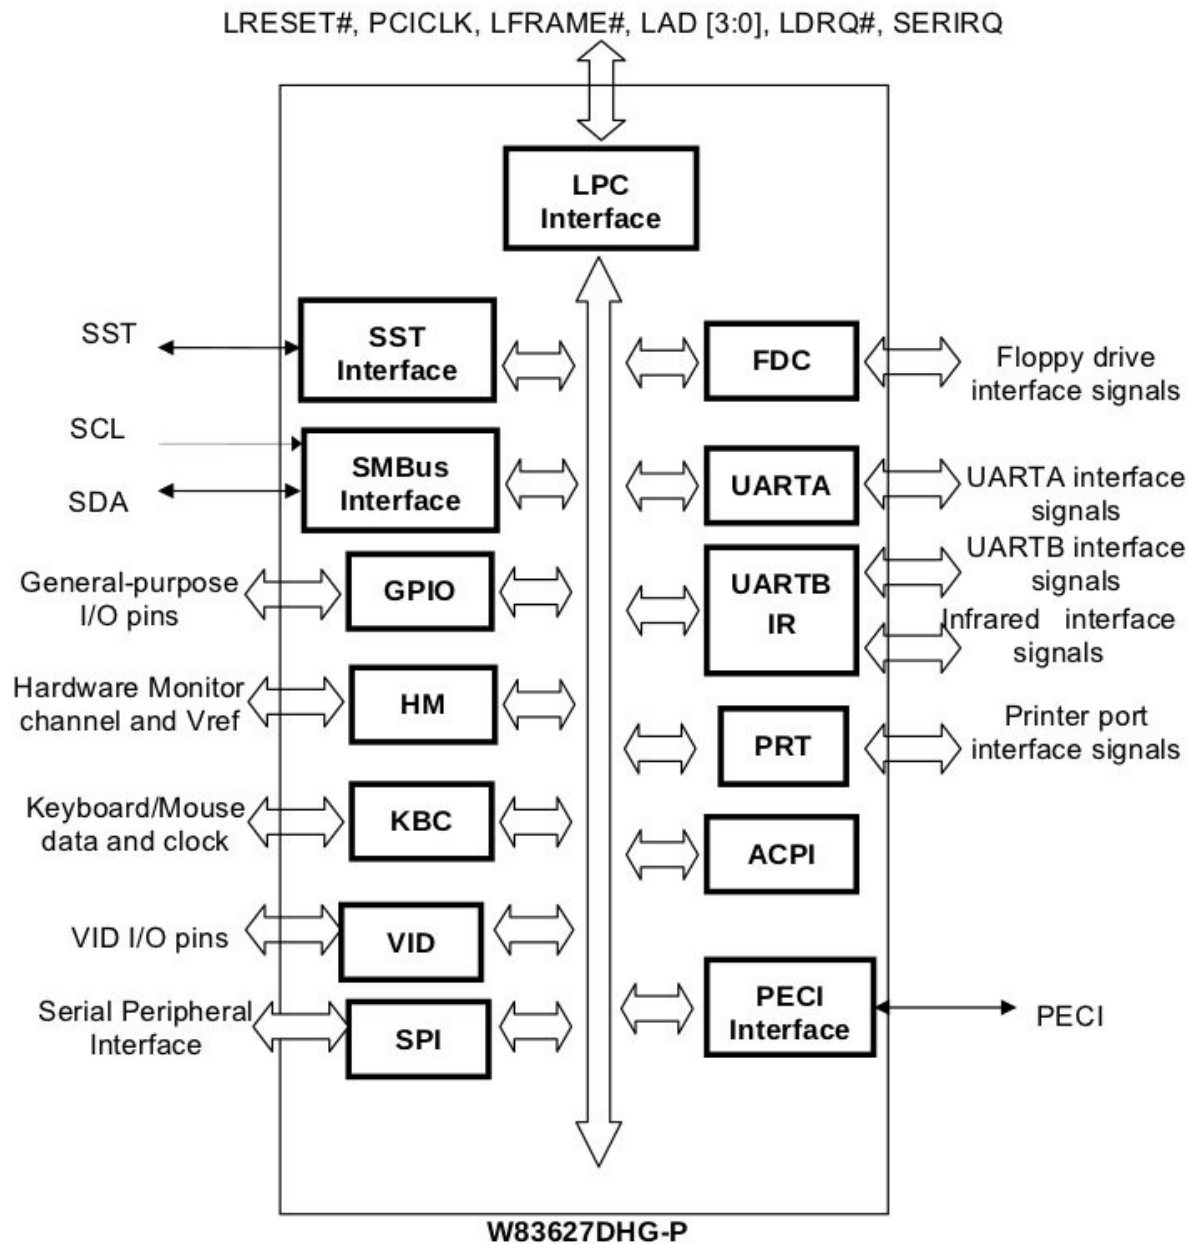 LRESET#, PCICLK, LFRAME#, LAD [3:0], LDRQ#, SERIRQ
LPC
Interface
SST
SST
Interface
SCL
SDA
SMBus
Interface
General-purpose
I/O pins
GPIO
Hardware Monitor
channel and Vref
HM
Keyboard/Mouse
data and clock
KBC
VID I/O pins
VID
Serial Peripheral
Interface
SPI
FDC
Floppy drive
interface signals
UARTA
UARTA interface
signals
UARTB
IR
UARTB interface
signals
Infrared interface
signals
PRT
Printer port
interface signals
ACPI
PECI
Interface
PECI
W83627DHG-P